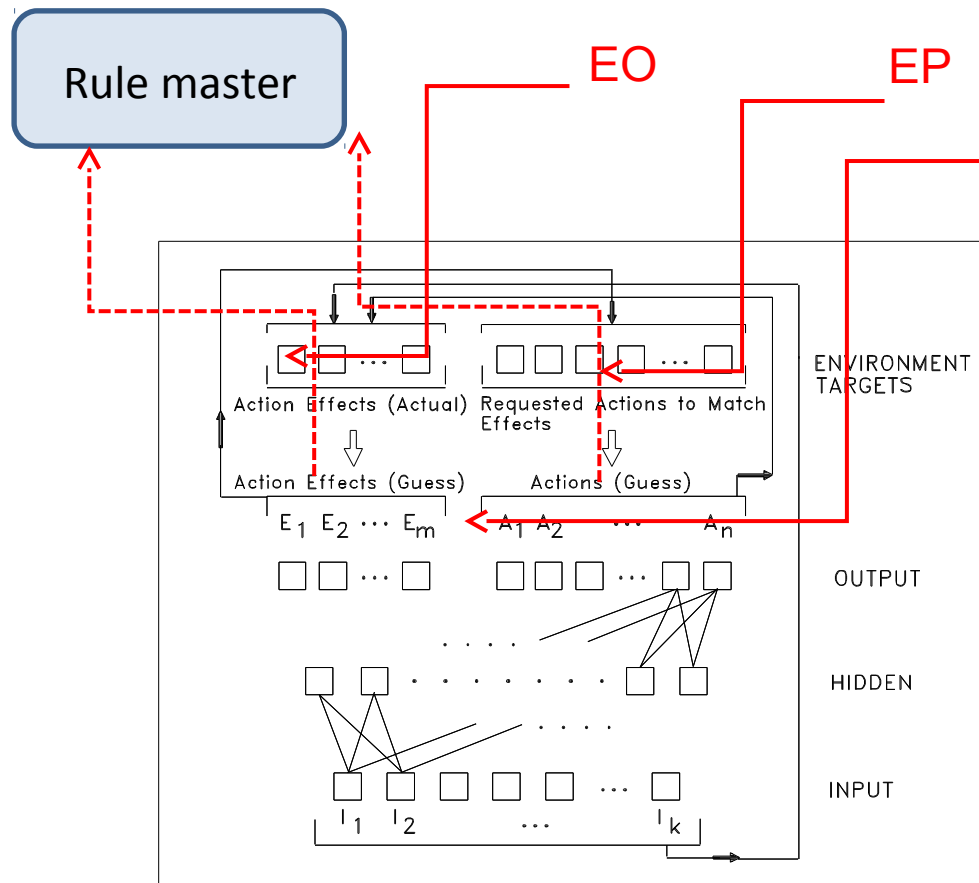 Rule master
EO
EP
Action Effects (Actual)
Requested Actions to Match
Effects
ENVIRONMENT
TARGETS
Action Effects (Guess)
Actions (Guess)
E1 E2 ··· Em
A1 A2 ··· An
OUTPUT
HIDDEN
INPUT
I1 I2 ... Ik